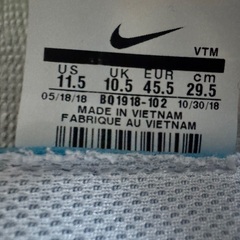 VTM
US UK EUR cm
11.5 10.5 45.5 29.5
05/18/18 BQ1918-102 10/30/18
MADE IN VIETNAM
FABRIQUE AU VIETNAM